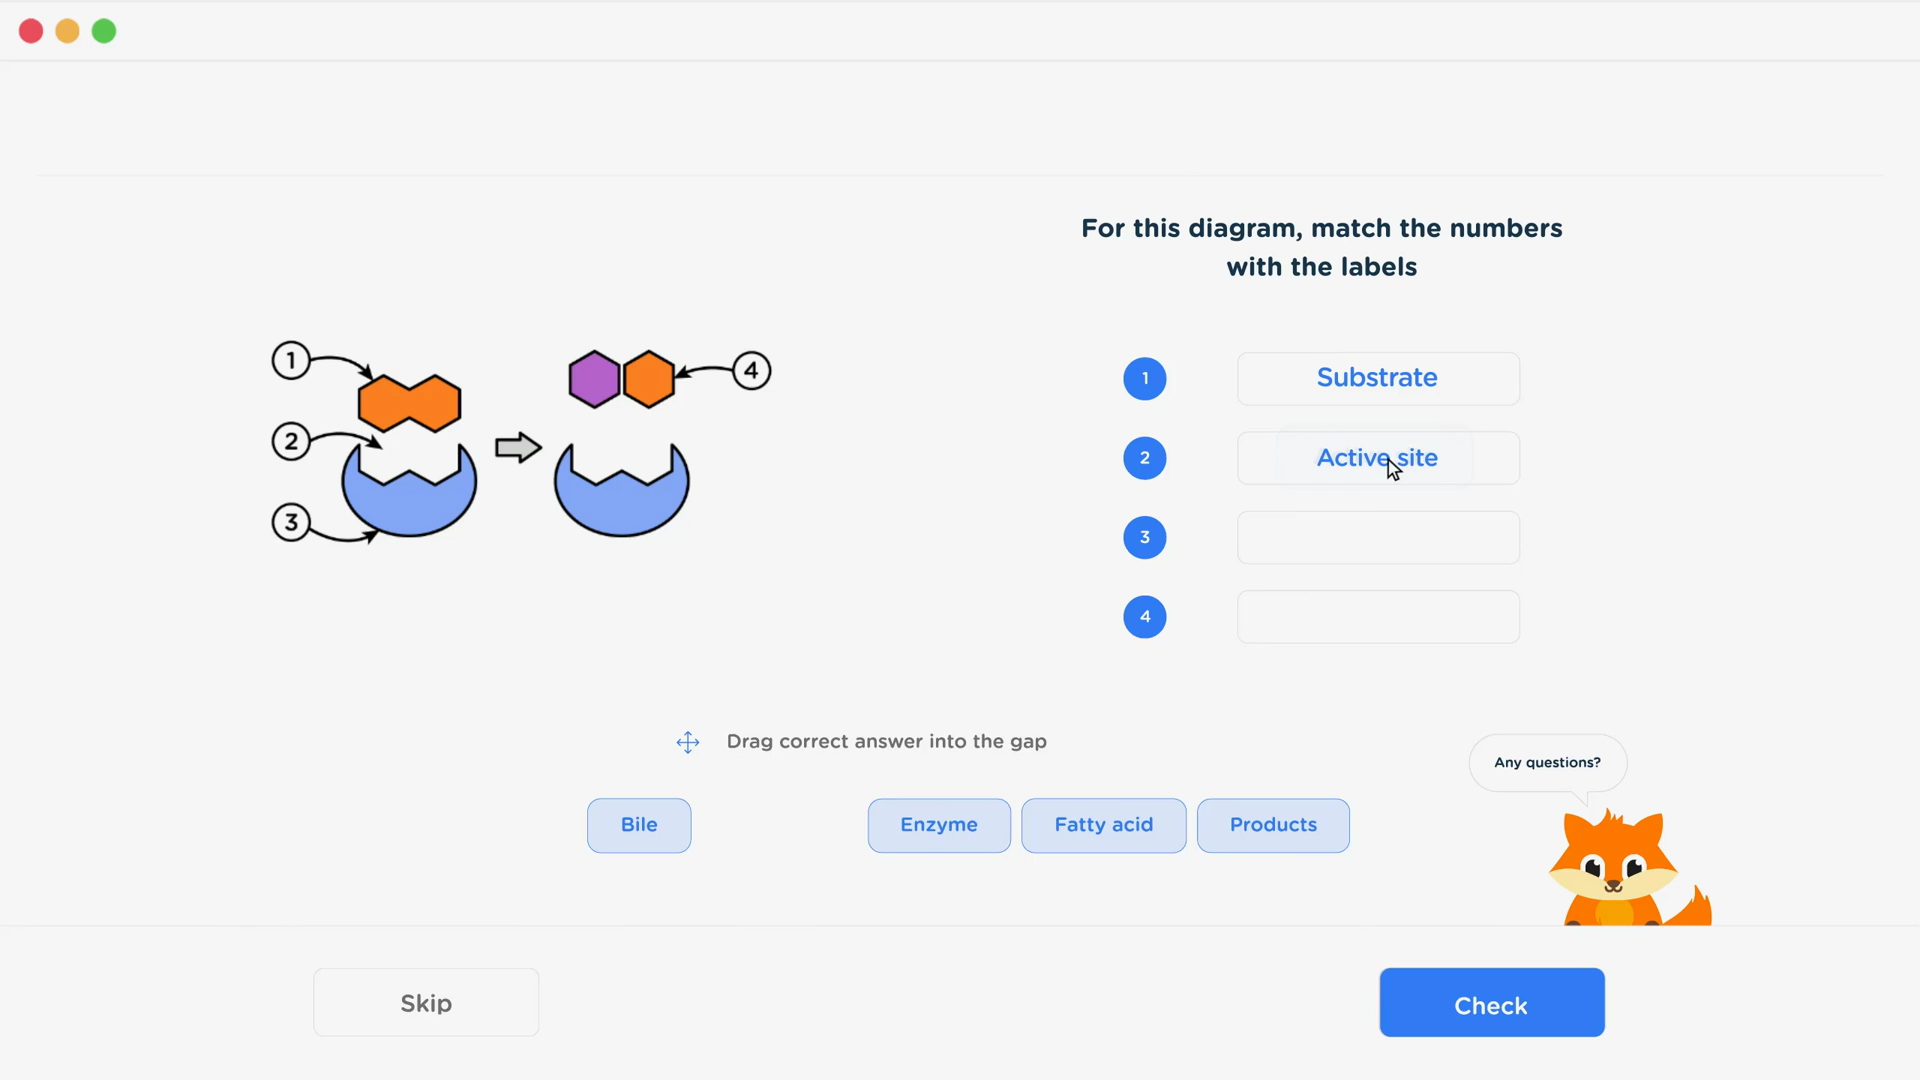 For this diagram, match the numbers
with the labels
1
2
3
4
1 Substrate
2 Active site
3
4
Drag correct answer into the gap
Any questions?
Bile Enzyme Fatty acid Products
Skip Check